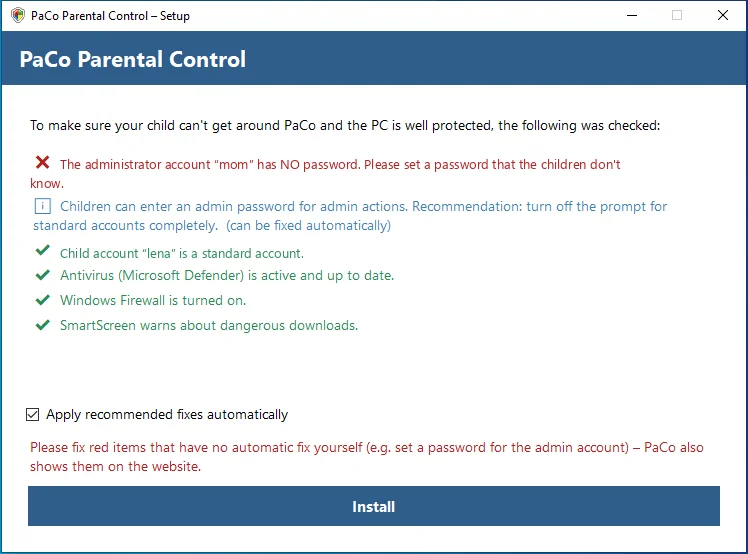 PaCo Parental Control – Setup
PaCo Parental Control
To make sure your child can't get around PaCo and the PC is well protected, the following was checked:
The administrator account “mom” has NO password. Please set a password that the children don't
know.
Children can enter an admin password for admin actions. Recommendation: turn off the prompt for
standard accounts completely.  (can be fixed automatically)
Child account “lena” is a standard account.
Antivirus (Microsoft Defender) is active and up to date.
Windows Firewall is turned on.
SmartScreen warns about dangerous downloads.
Apply recommended fixes automatically
Please fix red items that have no automatic fix yourself (e.g. set a password for the admin account) – PaCo also
shows them on the website.
Install